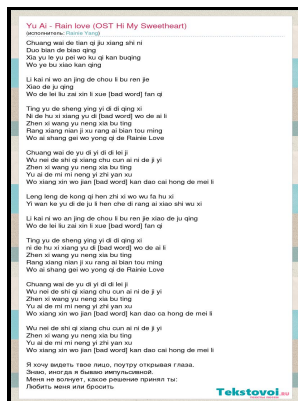 Yu Ai - Rain love (OST Hi My Sweetheart)
(исполнитель: Rainie Yang)
Chuang wai de tian qi jiu xiang shi ni
Duo bian de biao qing
Xia yu le yu pei wo ku qi kan buqing
Wo ye bu xiao kan qing
Li kai ni wo an jing de chou li bu ren jie
Xiao de ju qing
Wo de lei liu zai xin li xue [bad word] fan qi
Ting yu de sheng ying yi di di qing xi
Ni de hu xi xiang yu di [bad word] wo de ai li
Zhen xi wang yu neng xia bu ting
Rang xiang nian ji xu rang ai bian tou ming
Wo ai shang gei wo yong qi de Rainie Love
Chuang wai de yu di yi di di lei ji
Wu nei de shi qi xiang chu cun ai ni de ji yi
Zhen xi wang yu neng xia bu ting
Yu ai de mi mi neng yi zhi yan xu
Wo xiang xin wo jian [bad word] kan dao cai hong de mei li
Leng leng de kong qi hen zhi xi wo wu fa hu xi
Yi wan ke yu di de ju li hen che di rang ai xiao shi wu xi
Li kai ni wo an jing de chou li bu ren jie xiao de ju qing
Wo de lei liu zai xin li xue [bad word] fan qi
Ting yu de sheng ying yi di di qing xi
ni de hu xi xiang yu di [bad word] wo de ai li
Zhen xi wang yu neng xia bu ting
Rang xiang nian ji xu rang ai bian tou ming
Wo ai shang gei wo yong qi de Rainie Love
Chuang wai de yu di yi di di lei ji
Wu nei de shi qi xiang chu cun ai ni de ji yi
Zhen xi wang yu neng xia bu ting
Yu ai de mi mi neng yi zhi yan xu
Wo xiang xin wo jian [bad word] kan dao ca hong de mei li
Wu nei de shi qi xiang chu cun ai ni de ji yi
Zhen xi wang yu neng xia bu ting
Yu ai de mi mi neng yi zhi yan xu
Wo xiang xin wo jian [bad word] kan dao cai hong de mei li
Я хочу видеть твое лицо, поутру открывая глаза.
Знаю, иногда я бываю импульсивной.
Меня не волнует, какое решение принял ты:
Любить меня или бросить
Tekstovoi.RU